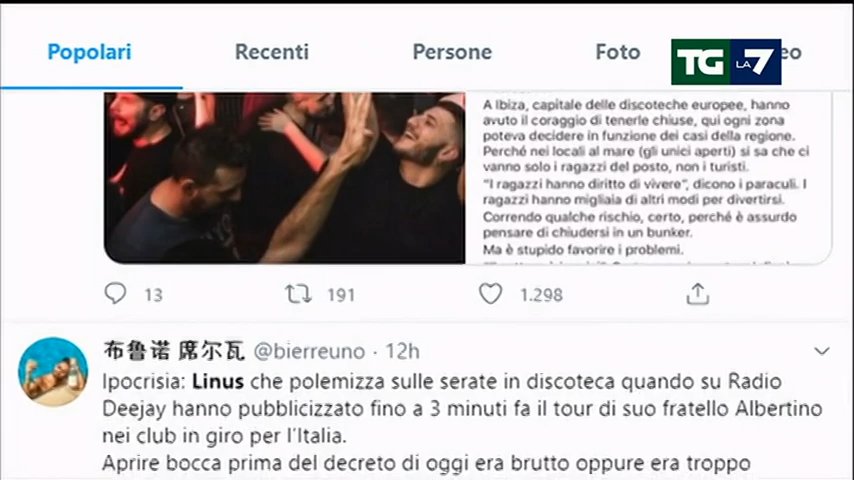 Popolari Recenti Persone Foto TG LA7 eo
A Ibiza, capitale delle discoteche europee, hanno
avuto il coraggio di tenerle chiuse, qui ogni zona
poteva decidere in funzione dei casi della regione.
Perché nei locali al mare (gli unici aperti) si sa che ci
vanno solo i ragazzi del posto, non i turisti.
"I ragazzi hanno diritto di vivere", dicono i paraculi. I
ragazzi hanno migliaia di altri modi per divertirsi.
Correndo qualche rischio, certo, perché è assurdo
pensare di chiudersi in un bunker.
Ma è stupido favorire i problemi.
13 191 1.298
布鲁诺 席尔瓦 @bierreuno · 12h
Ipocrisia: Linus che polemizza sulle serate in discoteca quando su Radio
Deejay hanno pubblicizzato fino a 3 minuti fa il tour di suo fratello Albertino
nei club in giro per l'Italia.
Aprire bocca prima del decreto di oggi era brutto oppure era troppo